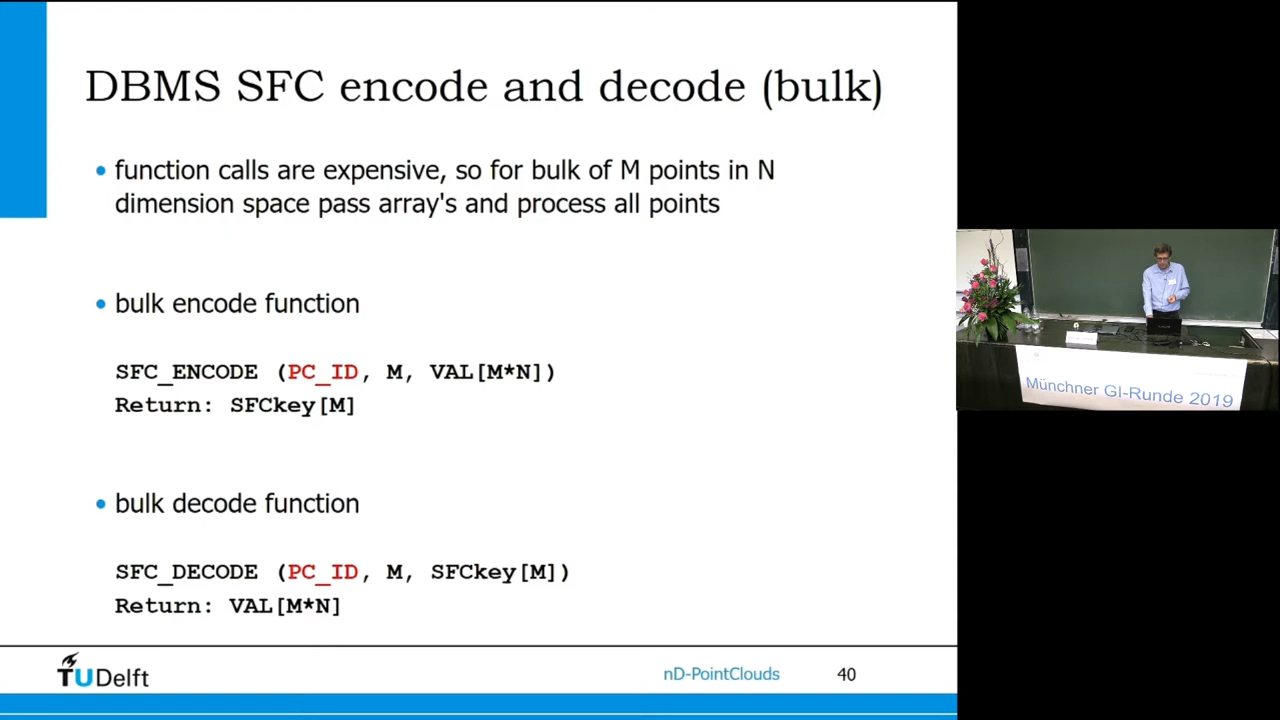 DBMS SFC encode and decode (bulk)
• function calls are expensive, so for bulk of M points in N
dimension space pass array's and process all points
• bulk encode function
SFC_ENCODE (PC_ID, M, VAL[M*N])
Return: SFCkey[M]
• bulk decode function
SFC_DECODE (PC_ID, M, SFCkey[M])
Return: VAL[M*N]
TUDelft
nD-PointClouds
40
Münchner GI-Runde 2019